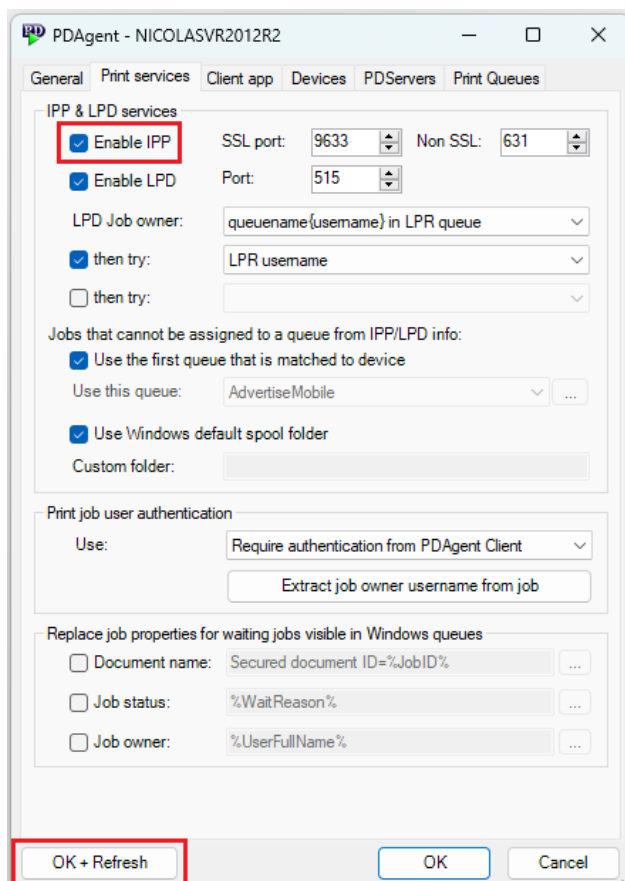 PD PDAgent - NICOLASVR2012R2
General Print services Client app Devices PDServers Print Queues
IPP & LPD services
Enable IPP SSL port: 9633 Non SSL: 631
Enable LPD Port: 515
LPD Job owner: queuename{username} in LPR queue
then try: LPR username
then try:
Jobs that cannot be assigned to a queue from IPP/LPD info:
Use the first queue that is matched to device
Use this queue: AdvertiseMobile ...
Use Windows default spool folder
Custom folder:
Print job user authentication
Use: Require authentication from PDAgent Client
Extract job owner username from job
Replace job properties for waiting jobs visible in Windows queues
Document name: Secured document ID=%JobID% ...
Job status: %WaitReason% ...
Job owner: %UserFullName% ...
OK + Refresh OK Cancel